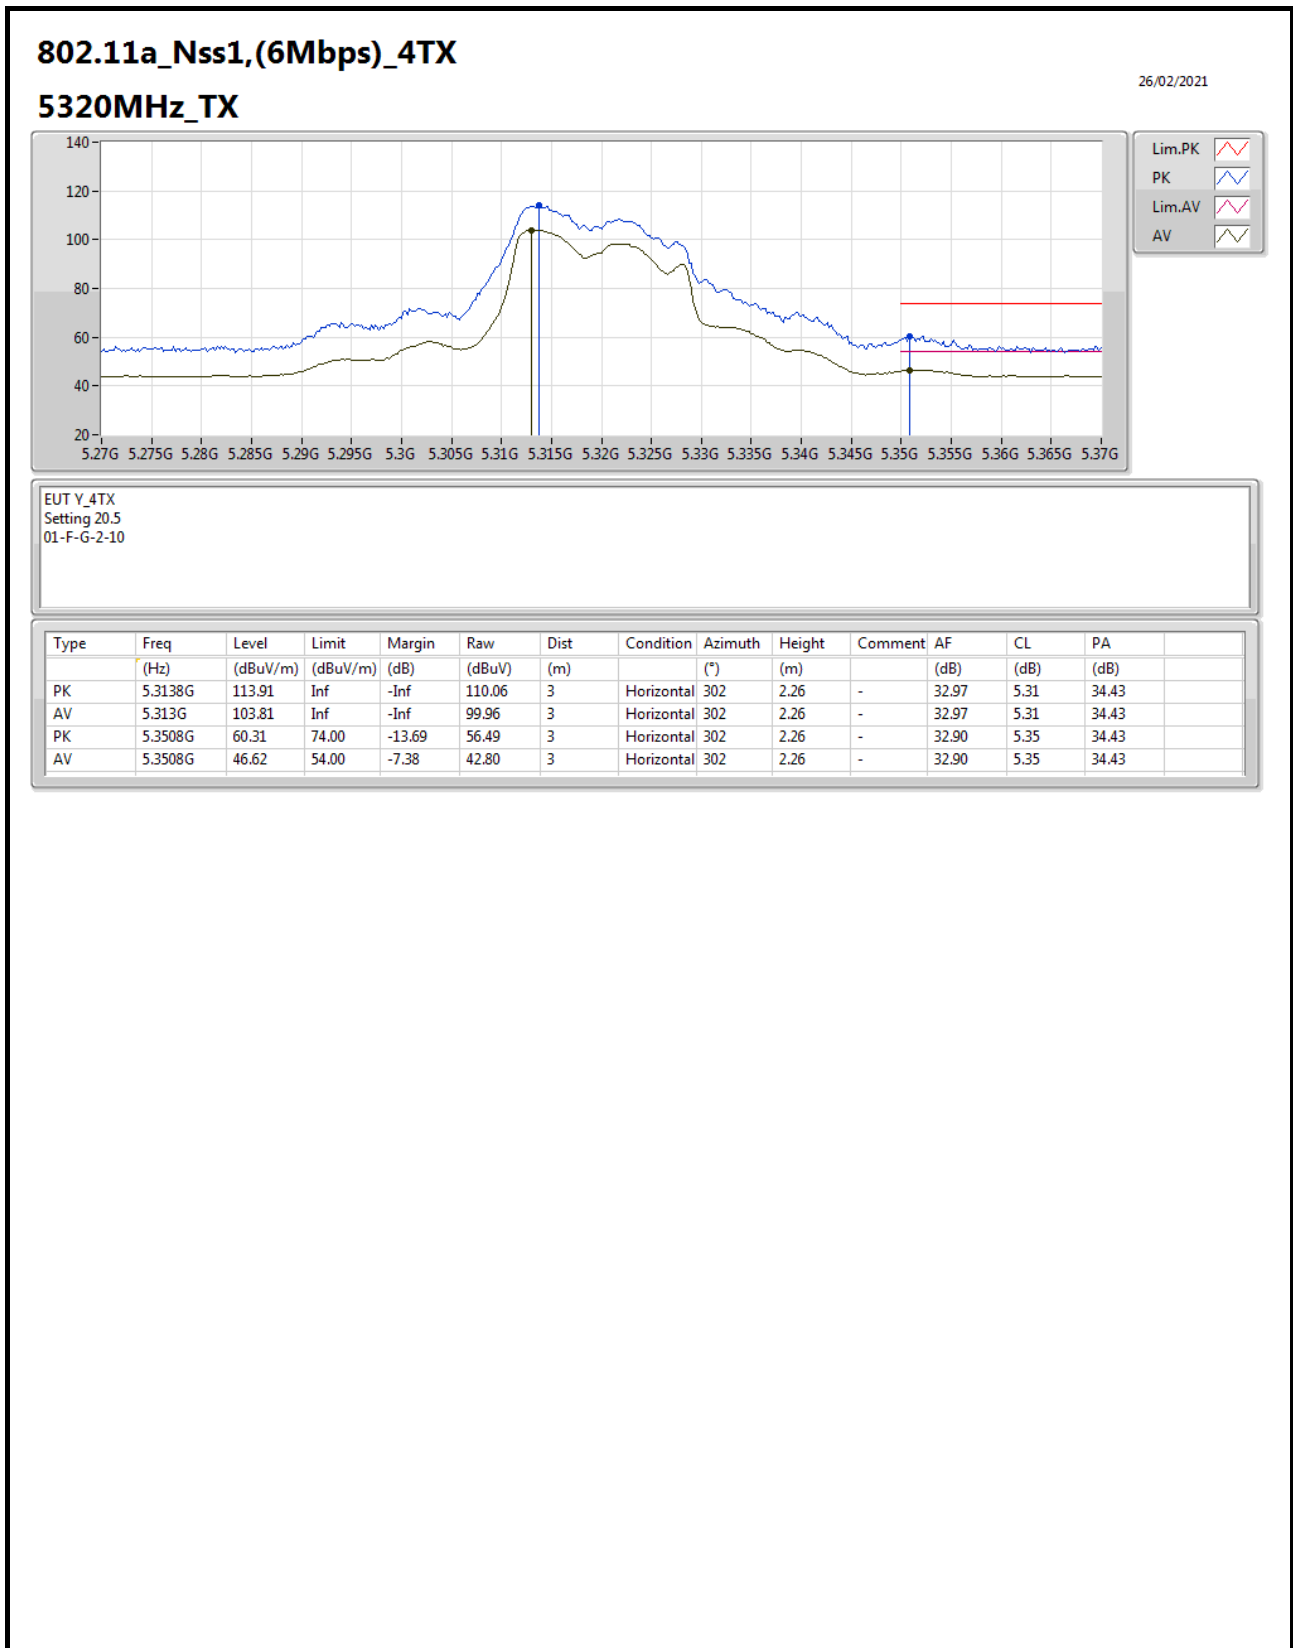 802.11a_Nss1,(6Mbps)_4TX
26/02/2021
5320MHz_TX
140
120
100
80
60
40
20
5.27G 5.275G 5.28G 5.285G 5.29G 5.295G 5.3G 5.305G 5.31G 5.315G 5.32G 5.325G 5.33G 5.335G 5.34G 5.345G 5.35G 5.355G 5.36G 5.365G 5.37G
Lim.PK
PK
Lim.AV
AV
EUT Y_4TX
Setting 20.5
01-F-G-2-10
Type Freq Level Limit Margin Raw Dist Condition Azimuth Height Comment AF CL PA
(Hz) (dBuV/m) (dBuV/m) (dB) (dBuV) (m) (°) (m) (dB) (dB) (dB)
PK 5.3138G 113.91 Inf -Inf 110.06 3 Horizontal 302 2.26 - 32.97 5.31 34.43
AV 5.313G 103.81 Inf -Inf 99.96 3 Horizontal 302 2.26 - 32.97 5.31 34.43
PK 5.3508G 60.31 74.00 -13.69 56.49 3 Horizontal 302 2.26 - 32.90 5.35 34.43
AV 5.3508G 46.62 54.00 -7.38 42.80 3 Horizontal 302 2.26 - 32.90 5.35 34.43